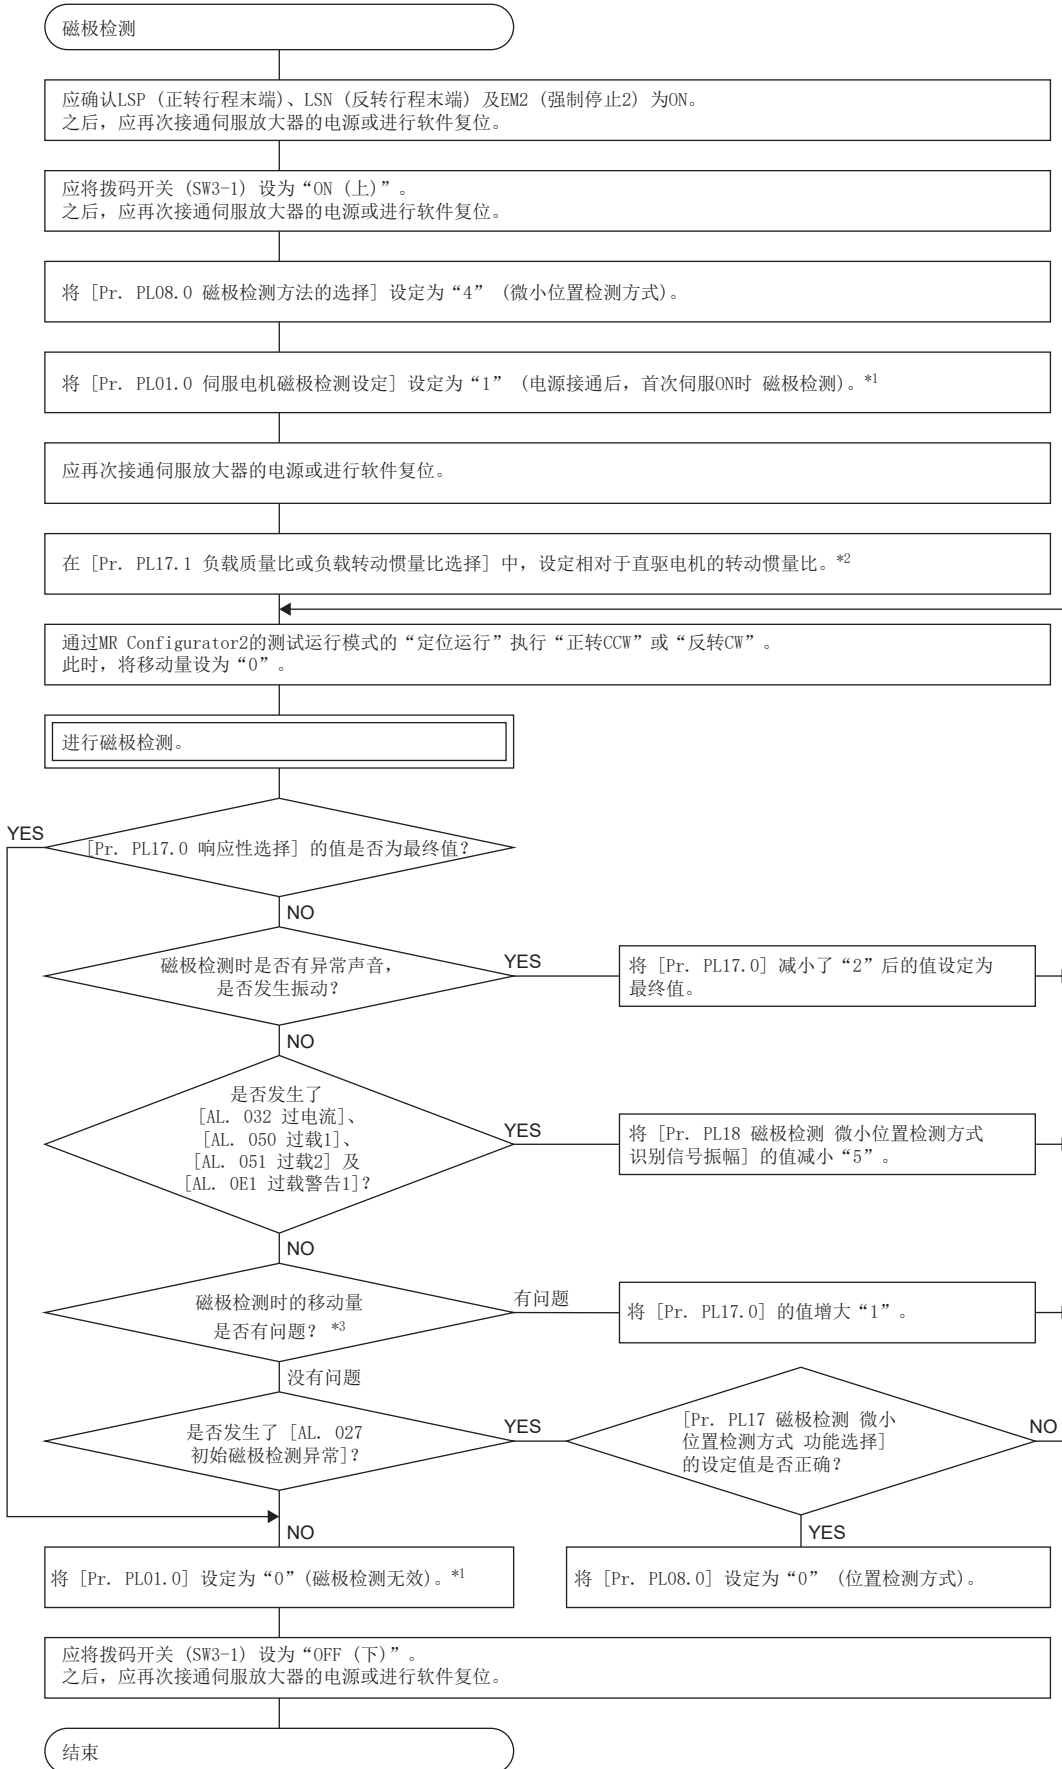 磁极检测
应确认LSP (正转行程末端)、LSN (反转行程末端) 及EM2 (强制停止2) 为ON。
之后，应再次接通伺服放大器的电源或进行软件复位。
应将拨码开关 (SW3-1) 设为“ON (上)”。
之后，应再次接通伺服放大器的电源或进行软件复位。
将 [Pr. PL08.0 磁极检测方法的选择] 设定为“4” (微小位置检测方式)。
将 [Pr. PL01.0 伺服电机磁极检测设定] 设定为“1” (电源接通后，首次伺服ON时 磁极检测)。*1
应再次接通伺服放大器的电源或进行软件复位。
在 [Pr. PL17.1 负载质量比或负载转动惯量比选择] 中，设定相对于直驱电机的转动惯量比。*2
通过MR Configurator2的测试运行模式的“定位运行”执行“正转CCW”或“反转CW”。
此时，将移动量设为“0”。
进行磁极检测。
YES
[Pr. PL17.0 响应性选择] 的值是否为最终值？
NO
磁极检测时是否有异常声音，
是否发生振动？
YES
将 [Pr. PL17.0] 减小了“2”后的值设定为
最终值。
NO
是否发生了
[AL. 032 过电流]、
[AL. 050 过载1]、
[AL. 051 过载2] 及
[AL. 0E1 过载警告1]？
YES
将 [Pr. PL18 磁极检测 微小位置检测方式
识别信号振幅] 的值减小“5”。
NO
磁极检测时的移动量
是否有问题？ *3
有问题
将 [Pr. PL17.0] 的值增大“1”。
没有问题
是否发生了 [AL. 027
初始磁极检测异常]？
YES
[Pr. PL17 磁极检测 微小
位置检测方式 功能选择]
的设定值是否正确？
NO
NO
YES
将 [Pr. PL01.0] 设定为“0”(磁极检测无效)。*1
将 [Pr. PL08.0] 设定为“0” (位置检测方式)。
应将拨码开关 (SW3-1) 设为“OFF (下)”。
之后，应再次接通伺服放大器的电源或进行软件复位。
结束